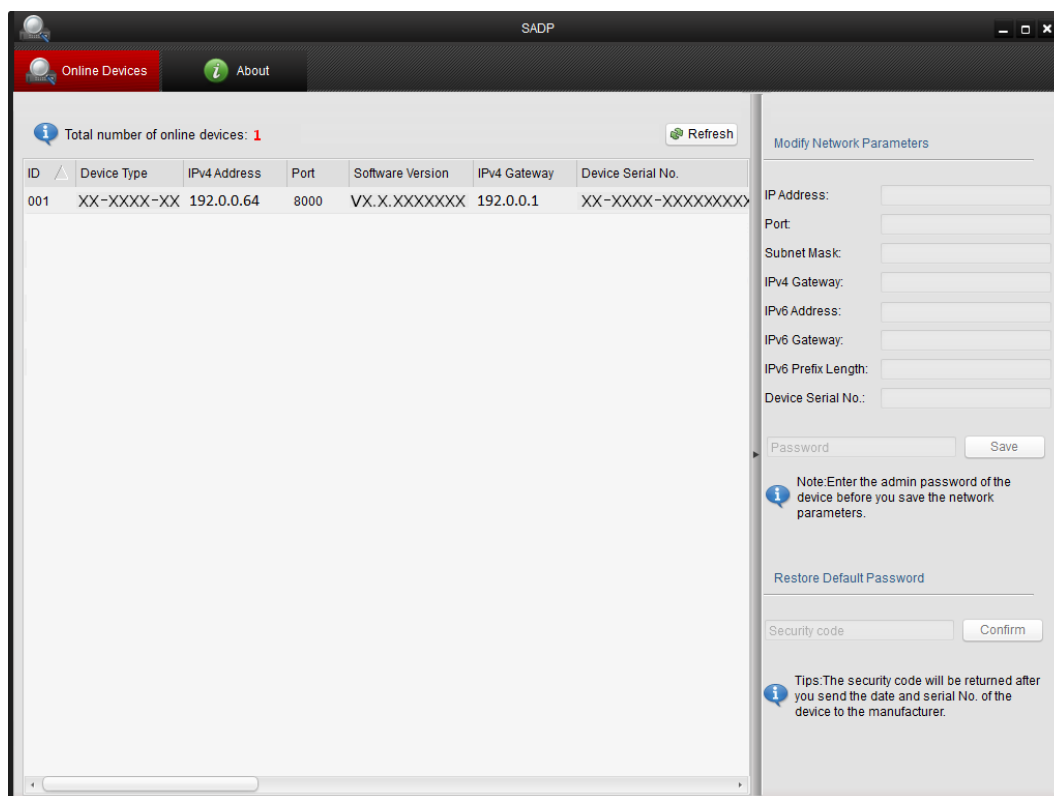 SADP
Online Devices
About
Total number of online devices: 1
Refresh
ID Device Type IPv4 Address Port Software Version IPv4 Gateway Device Serial No.
001 XX-XXXX-XX 192.0.0.64 8000 VX.X.XXXXXXX 192.0.0.1 XX-XXXX-XXXXXXXXX
Modify Network Parameters
IP Address:
Port:
Subnet Mask:
IPv4 Gateway:
IPv6 Address:
IPv6 Gateway:
IPv6 Prefix Length:
Device Serial No.:
Password
Save
Note:Enter the admin password of the
device before you save the network
parameters.
Restore Default Password
Security code
Confirm
Tips:The security code will be returned after
you send the date and serial No. of the
device to the manufacturer.